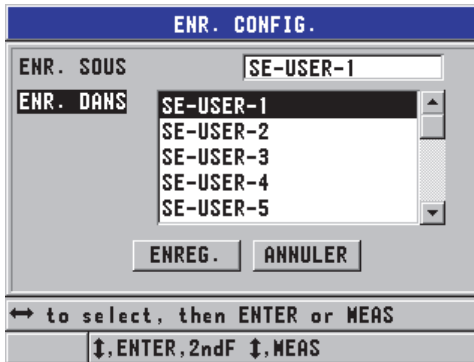 ENR. CONFIG.
ENR. SOUS SE-USER-1
ENR. DANS SE-USER-1
SE-USER-2
SE-USER-3
SE-USER-4
SE-USER-5
ENREG. ANNULER
↔ to select, then ENTER or MEAS
↕,ENTER,2ndF ↕,MEAS